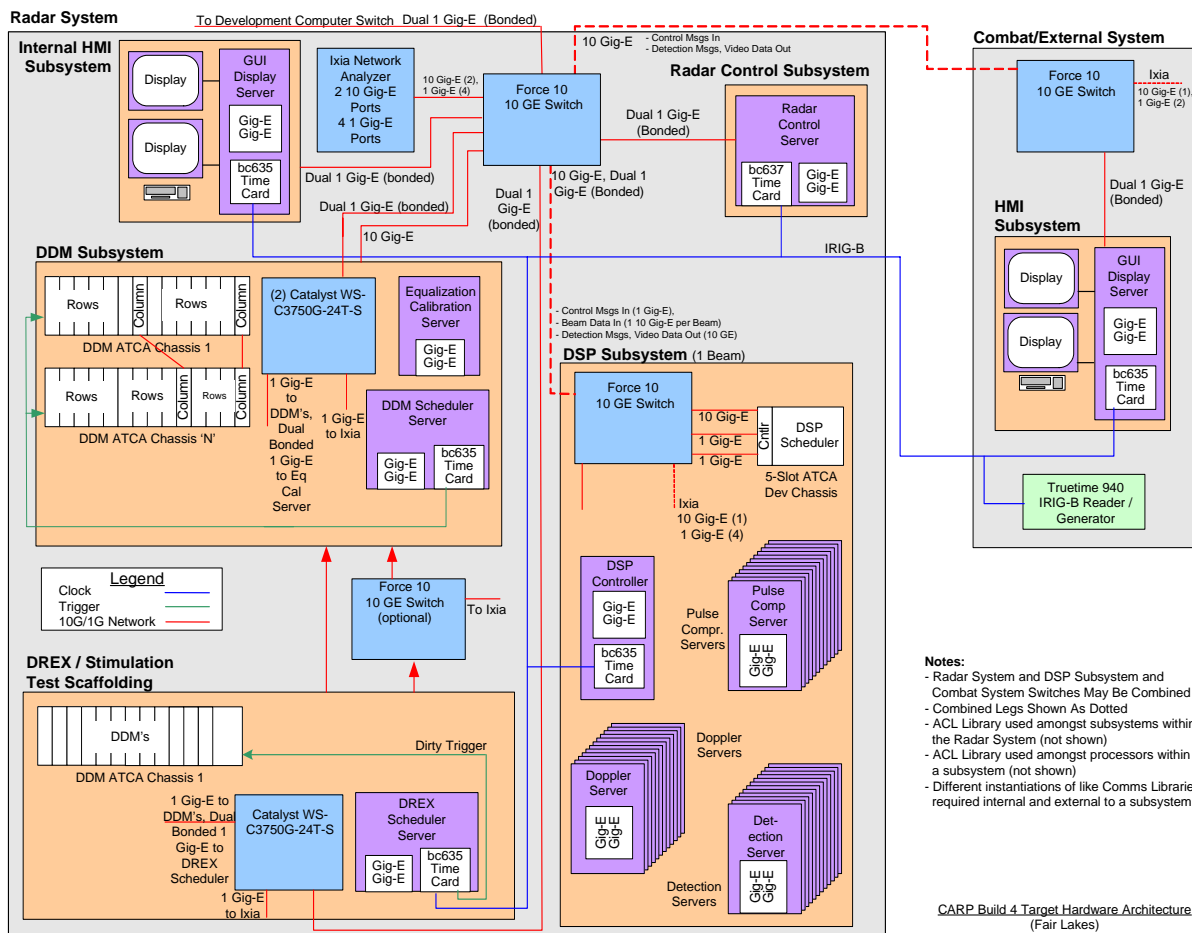 Radar System
To Development Computer Switch
Dual 1 Gig-E (Bonded)
10 Gig-E
- Control Msgs In
- Detection Msgs, Video Data Out
Combat/External System
Internal HMI
Subsystem
Display
Display
GUI
Display
Server
Gig-E
Gig-E
bc635
Time
Card
Ixia Network
Analyzer
2 10 Gig-E
Ports
4 1 Gig-E
Ports
10 Gig-E (2),
1 Gig-E (4)
Force 10
10 GE Switch
Radar Control Subsystem
Dual 1 Gig-E
(Bonded)
Radar
Control
Server
bc637
Time
Card
Gig-E
Gig-E
Force 10
10 GE Switch
Ixia
10 Gig-E (1),
1 Gig-E (2)
Dual 1 Gig-E (bonded)
Dual 1 Gig-E (bonded)
10 Gig-E
Dual 1
Gig-E
(bonded)
10 Gig-E, Dual 1
Gig-E (Bonded)
IRIG-B
Dual 1 Gig-E
(Bonded)
HMI
Subsystem
Display
Display
GUI
Display
Server
Gig-E
Gig-E
bc635
Time
Card
Truetime 940
IRIG-B Reader /
Generator
DDM Subsystem
Rows
Column
Rows
Column
DDM ATCA Chassis 1
Rows
Rows
Column
Rows
Column
DDM ATCA Chassis 'N'
(2) Catalyst WS-
C3750G-24T-S
Equalization
Calibration
Server
Gig-E
Gig-E
1 Gig-E
to
DDM's,
Dual
Bonded
1 Gig-E
to Eq
Cal
Server
1 Gig-E
to Ixia
DDM Scheduler
Server
Gig-E
Gig-E
bc635
Time
Card
- Control Msgs In (1 Gig-E),
- Beam Data In (1 10 Gig-E per Beam)
- Detection Msgs, Video Data Out (10 GE)
DSP Subsystem (1 Beam)
Force 10
10 GE Switch
10 Gig-E
1 Gig-E
1 Gig-E
Cntlr
DSP
Scheduler
5-Slot ATCA
Dev Chassis
Ixia
10 Gig-E (1)
1 Gig-E (4)
DSP
Controller
Gig-E
Gig-E
bc635
Time
Card
Pulse
Compr.
Servers
Pulse
Comp
Server
Gig-E
Gig-E
Doppler
Servers
Doppler
Server
Gig-E
Gig-E
Det-
ection
Server
Gig-E
Gig-E
Detection
Servers
Legend
Clock
Trigger
10G/1G Network
Force 10
10 GE Switch
(optional)
To Ixia
DREX / Stimulation
Test Scaffolding
DDM's
DDM ATCA Chassis 1
Dirty Trigger
1 Gig-E to
DDM's, Dual
Bonded 1
Gig-E to
DREX
Scheduler
Catalyst WS-
C3750G-24T-S
1 Gig-E
to Ixia
DREX
Scheduler
Server
Gig-E
Gig-E
bc635
Time
Card
Notes:
- Radar System and DSP Subsystem and
Combat System Switches May Be Combined
- Combined Legs Shown As Dotted
- ACL Library used amongst subsystems within
the Radar System (not shown)
- ACL Library used amongst processors within
a subsystem (not shown)
- Different instantiations of like Comms Librarie
required internal and external to a subsystem
CARP Build 4 Target Hardware Architecture
(Fair Lakes)